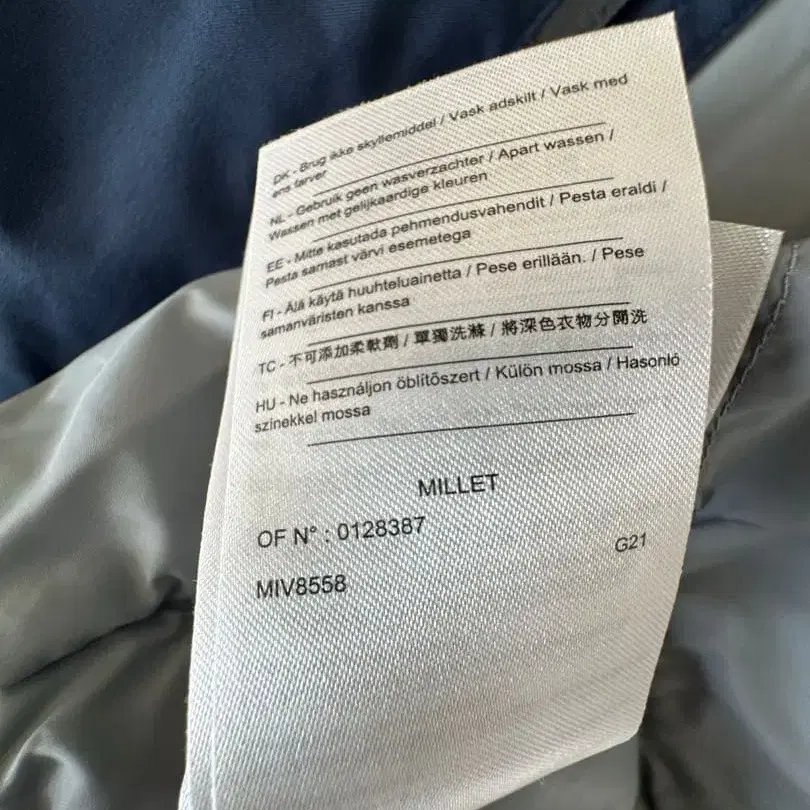 DK - Brug ikke skyllemiddel / Vask adskilt / Vask med
ens farver
NL - Gebruik geen wasverzachter / Apart wassen /
Wassen met gelijkaardige kleuren
EE - Mitte kasutada pehmendusvahendit / Pesta eraldi /
Pesta samast värvi esemetega
FI - Älä käytä huuhteluainetta / Pese erillään. / Pese
samanväristen kanssa
TC - 不可添加柔軟劑 / 單獨洗滌 / 將深色衣物分開洗
HU - Ne használjon öblítőszert / Külön mossa / Hasonló
színekkel mossa
MILLET
OF N° : 0128387
G21
MIV8558